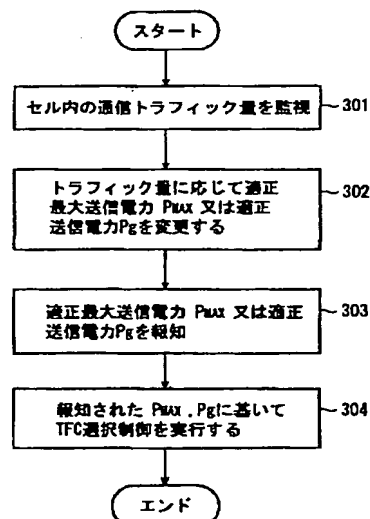 スタート
セル内の通信トラフィック量を監視
301
トラフィック量に応じて適正
最大送信電力 PMAX 又は適正
送信電力Pgを変更する
302
適正最大送信電力 PMAX 又は適正
送信電力Pgを報知
303
報知された PMAX , Pgに基いて
TFC選択制御を実行する
304
エンド